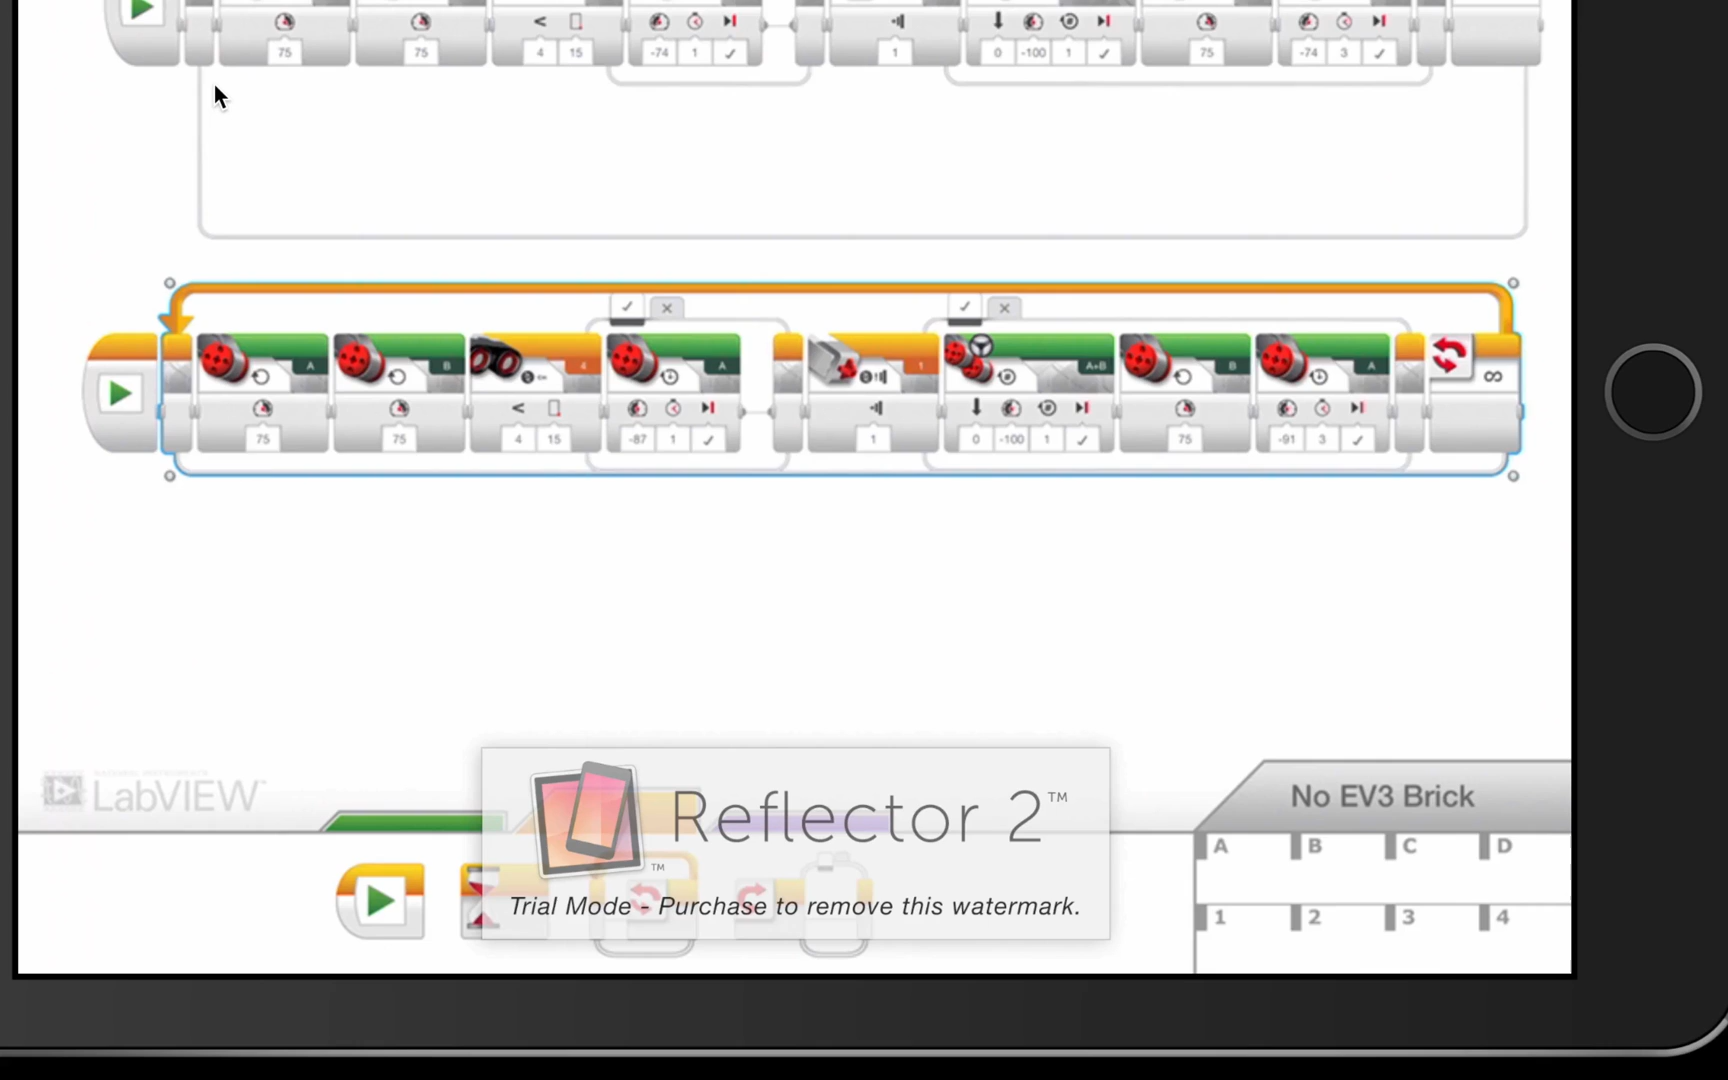 75 75 4 15 -74 1 1 0 -100 1 75 -74 3
A B 4 A 1 A+B B A
75 75 4 15 -87 1 1 0 -100 1 75 -91 3
LabVIEW™
Reflector 2™
Trial Mode - Purchase to remove this watermark.
No EV3 Brick
A B C D
1 2 3 4